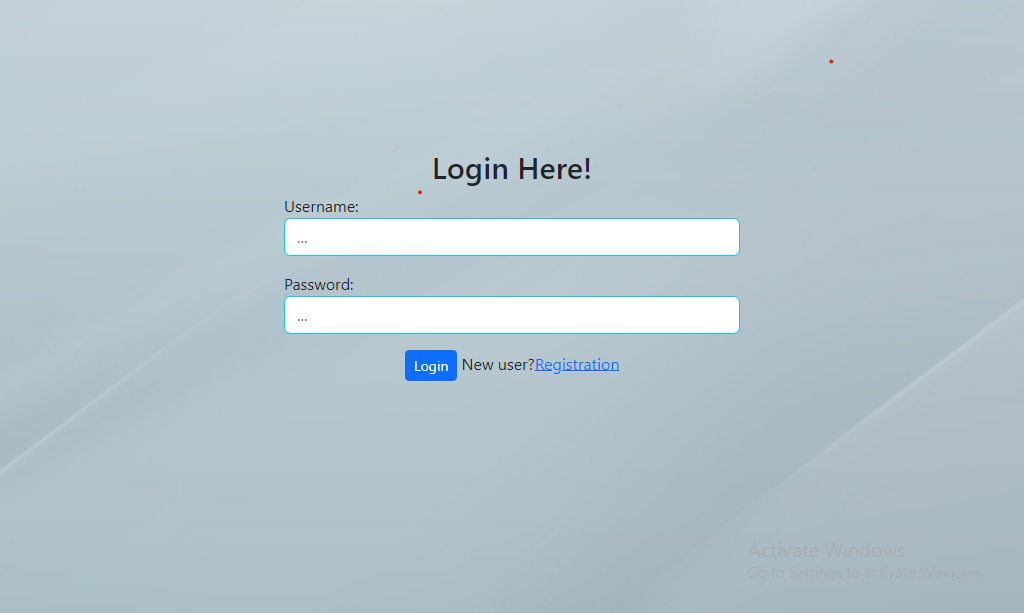 Login Here!
Username:
...
Password:
...
Login New user?Registration
Activate Windows
Go to Settings to activate Windows.